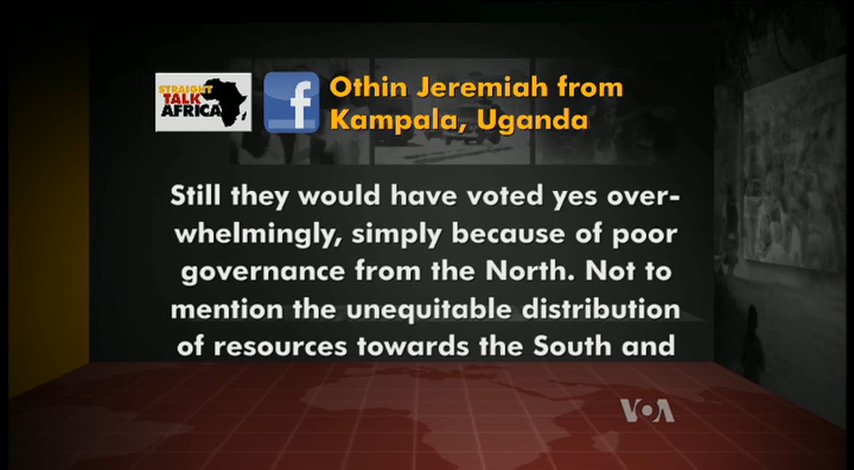 STRAIGHT
TALK
AFRICA
f
Othin Jeremiah from
Kampala, Uganda
Still they would have voted yes over-
whelmingly, simply because of poor
governance from the North. Not to
mention the unequitable distribution
of resources towards the South and
VOA